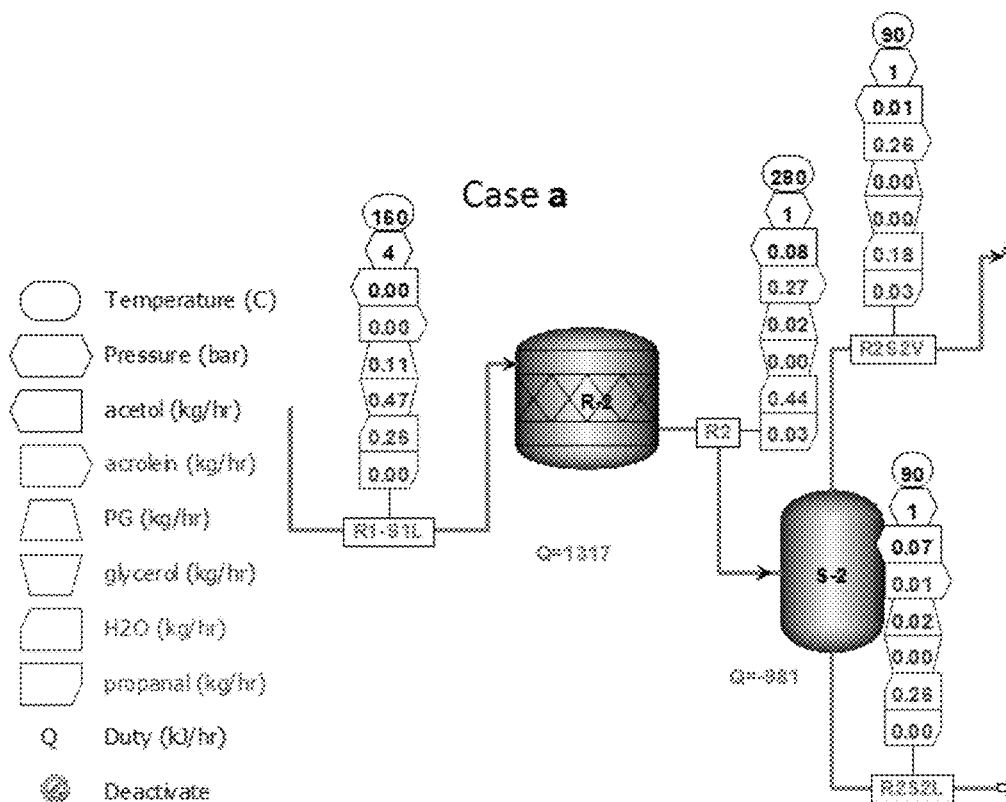 Case a
Temperature (C)
Pressure (bar)
acetol (kg/hr)
acrolein (kg/hr)
PG (kg/hr)
glycerol (kg/hr)
H2O (kg/hr)
propanal (kg/hr)
Q Duty (kJ/hr)
Deactivate
160
4
0.00
0.00
0.11
0.47
0.26
0.00
R1-S1L
R-2
Q=1317
280
1
0.08
0.27
0.02
0.00
0.44
0.03
R2
90
1
0.01
0.26
0.00
0.00
0.18
0.03
R2S2V
S-2
Q=-981
90
1
0.07
0.01
0.02
0.00
0.26
0.00
R2S2L